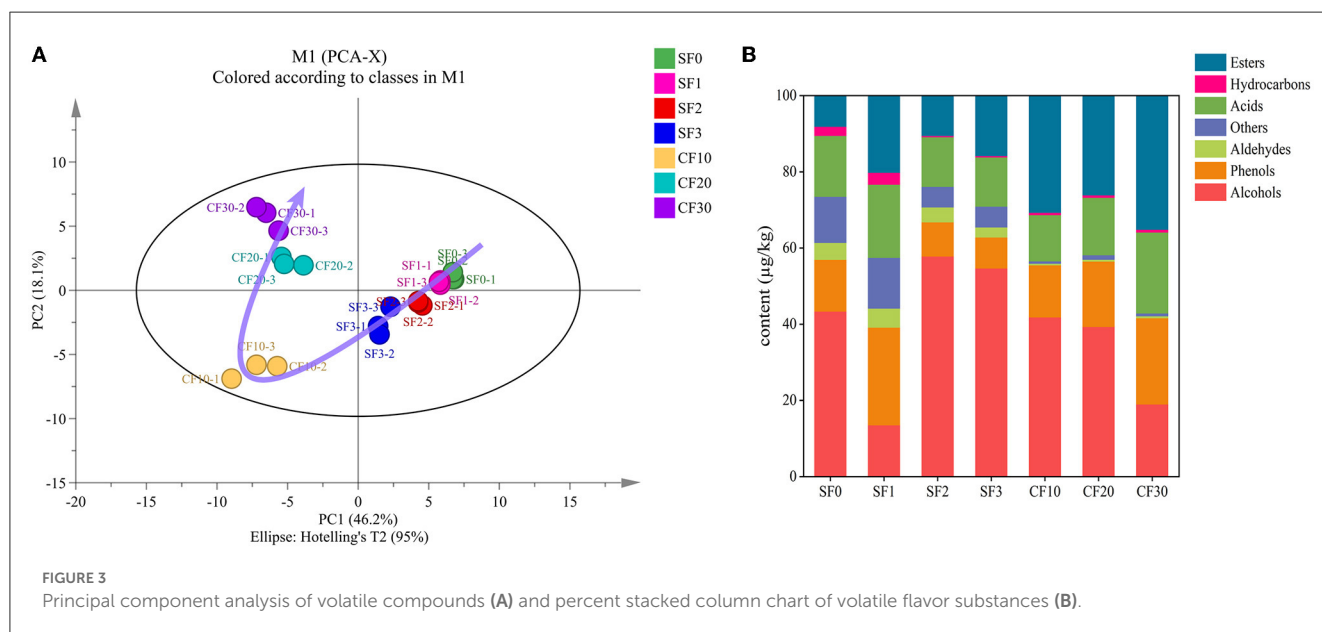 A
M1 (PCA-X)
Colored according to classes in M1
SF0
SF1
SF2
SF3
CF10
CF20
CF30
10
5
0
-5
-10
-15
PC2 (18.1%)
CF30-2
CF30-1
CF30-3
CF20-1
CF20-2
CF20-3
SF0-3
SF0-2
SF0-1
SF1-1
SF1-3
SF1-2
SF3-3
SF2-1
SF2-2
SF3-1
SF3-2
CF10-3
CF10-2
CF10-1
-20
-15
-10
-5
0
5
10
15
PC1 (46.2%)
Ellipse: Hotelling's T2 (95%)
B
Esters
Hydrocarbons
Acids
Others
Aldehydes
Phenols
Alcohols
100
80
60
40
20
0
content (μg/kg)
SF0
SF1
SF2
SF3
CF10
CF20
CF30
FIGURE 3
Principal component analysis of volatile compounds (A) and percent stacked column chart of volatile flavor substances (B).